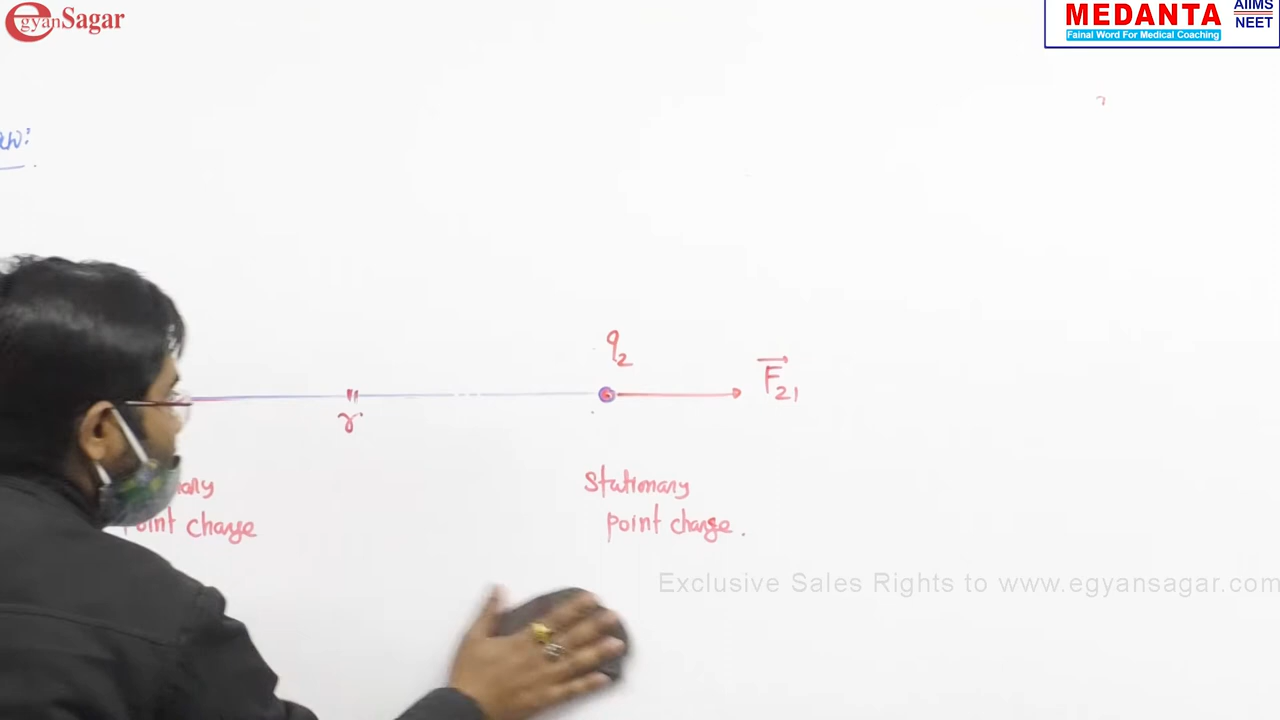 egyanSagar
MEDANTA
Fainal Word For Medical Coaching
AIIMS
NEET
q2
F21
r
Stationary
point charge.
point charge
Exclusive Sales Rights to www.egyansagar.com